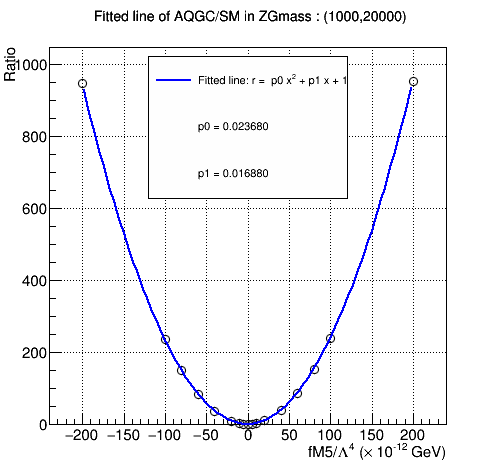 Fitted line of AQGC/SM in ZGmass : (1000,20000)
Ratio
1000
800
600
400
200
0
Fitted line: r = p0 x² + p1 x + 1
p0 = 0.023680
p1 = 0.016880
−200 −150 −100 −50 0 50 100 150 200
fM5/Λ⁴ (× 10⁻¹² GeV)